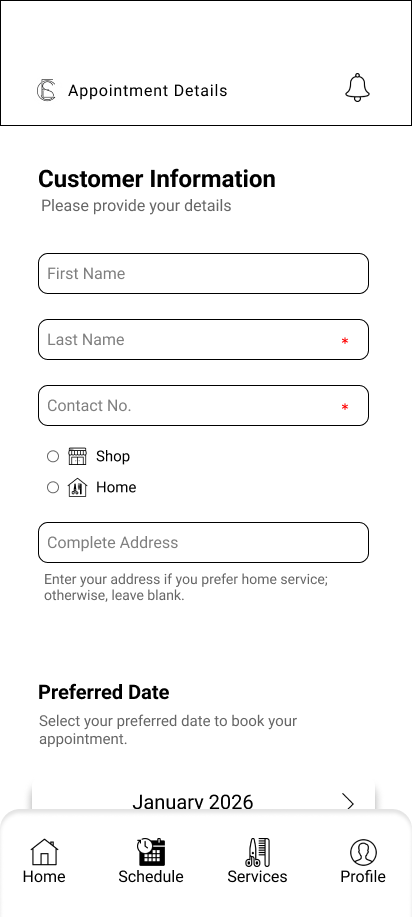 Appointment Details
Customer Information
Please provide your details
First Name
Last Name *
Contact No. *
Shop
Home
Complete Address
Enter your address if you prefer home service;
otherwise, leave blank.
Preferred Date
Select your preferred date to book your
appointment.
January 2026
Home Schedule Services Profile